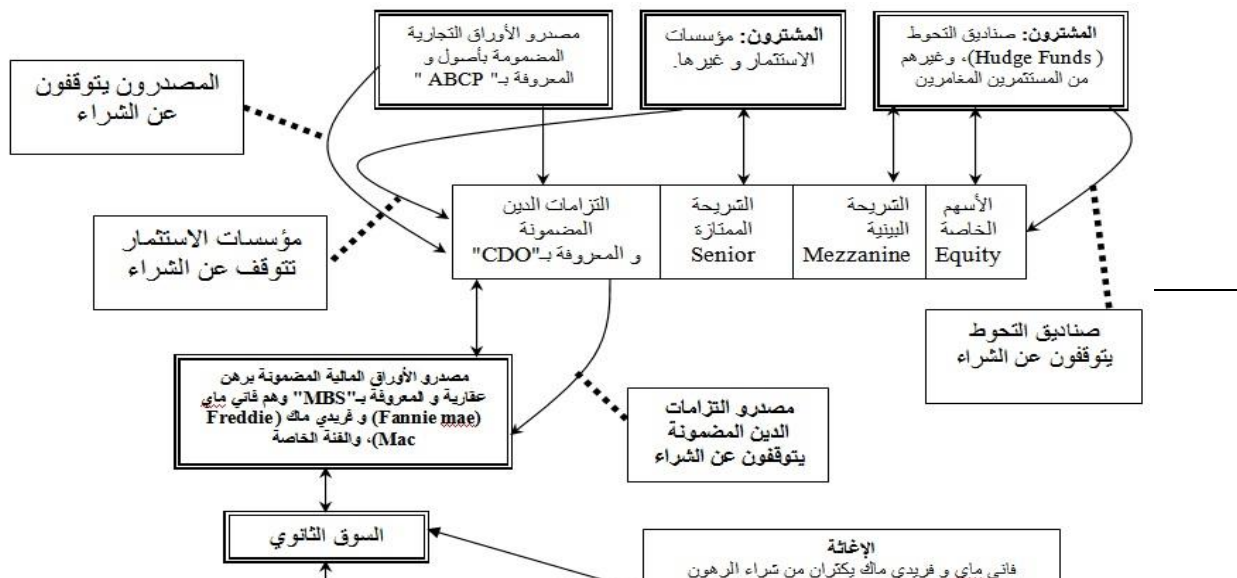 المشترون: صناديق التحوط
( Hudge Funds)، وغيرهم
من المستثمرين المغامرين
المشترون: مؤسسات
الاستثمار و غيرها.
مصدرو الأوراق التجارية
المضمومة بأصول و
المعروفة بـ" ABCP "
المصدرون يتوقفون
عن الشراء
الأسهم
الخاصة
Equity
الشريحة
البينية
Mezzanine
الشريحة
الممتازة
Senior
التزامات الدين
المضمونة
و المعروفة بـ"CDO"
مؤسسات الاستثمار
تتوقف عن الشراء
صناديق التحوط
يتوقفون عن الشراء
مصدرو الأوراق المالية المضمونة برهن
عقارية و المعروفة بـ"MBS" وهم فاني ماي
(Fannie mae) و فريدي ماك (Freddie
Mac)، والفئة الخاصة
مصدرو التزامات
الدين المضمونة
يتوقفون عن الشراء
السوق الثانوي
الإغاثة
فاني ماي و فريدي ماك يكثران من شراء الرهون